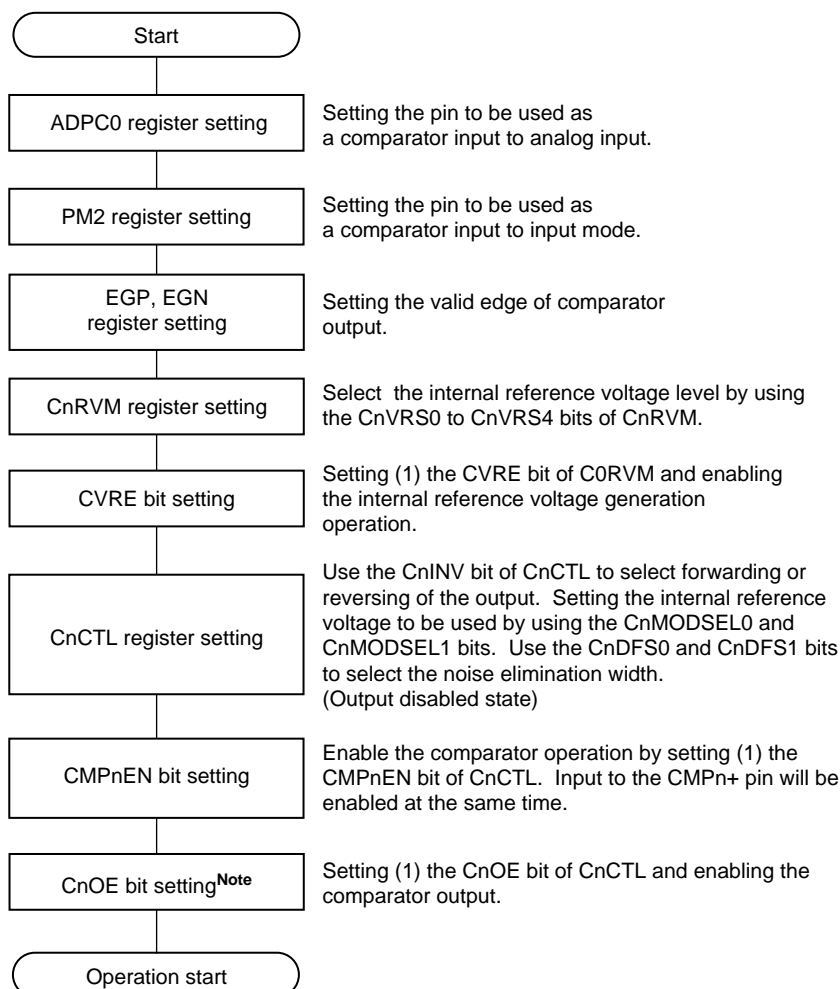 Start
ADPC0 register setting
Setting the pin to be used as
a comparator input to analog input.
PM2 register setting
Setting the pin to be used as
a comparator input to input mode.
EGP, EGN
register setting
Setting the valid edge of comparator
output.
CnRVM register setting
Select  the internal reference voltage level by using
the CnVRS0 to CnVRS4 bits of CnRVM.
CVRE bit setting
Setting (1) the CVRE bit of C0RVM and enabling
the internal reference voltage generation
operation.
CnCTL register setting
Use the CnINV bit of CnCTL to select forwarding or
reversing of the output.  Setting the internal reference
voltage to be used by using the CnMODSEL0 and
CnMODSEL1 bits.  Use the CnDFS0 and CnDFS1 bits
to select the noise elimination width.
(Output disabled state)
CMPnEN bit setting
Enable the comparator operation by setting (1) the
CMPnEN bit of CnCTL.  Input to the CMPn+ pin will be
enabled at the same time.
CnOE bit setting Note
Setting (1) the CnOE bit of CnCTL and enabling the
comparator output.
Operation start